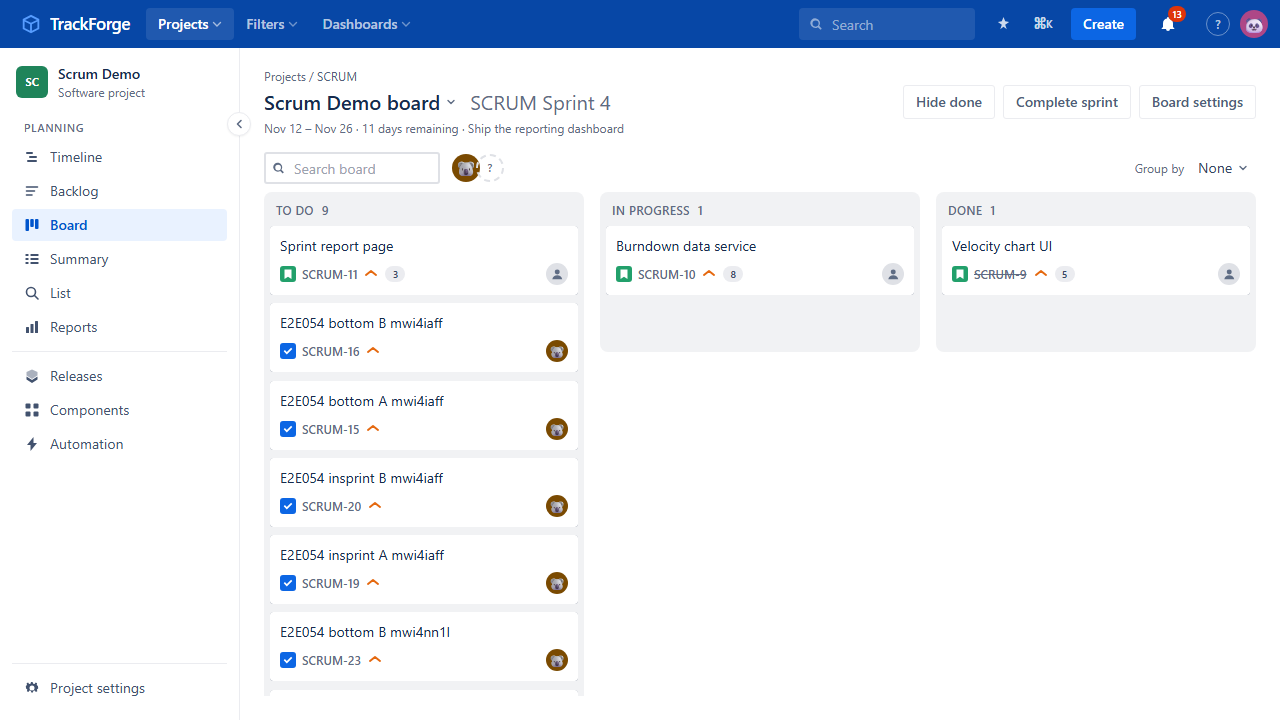 TrackForge
Projects
Filters
Dashboards
Search
⌘K
Create
13
?
SC
Scrum Demo
Software project
PLANNING
Timeline
Backlog
Board
Summary
List
Reports
Releases
Components
Automation
Project settings
Projects / SCRUM
Scrum Demo board
SCRUM Sprint 4
Nov 12 – Nov 26 · 11 days remaining · Ship the reporting dashboard
Hide done
Complete sprint
Board settings
Search board
?
Group by
None
TO DO 9
Sprint report page
SCRUM-11
3
E2E054 bottom B mwi4iaff
SCRUM-16
E2E054 bottom A mwi4iaff
SCRUM-15
E2E054 insprint B mwi4iaff
SCRUM-20
E2E054 insprint A mwi4iaff
SCRUM-19
E2E054 bottom B mwi4nn1l
SCRUM-23
IN PROGRESS 1
Burndown data service
SCRUM-10
8
DONE 1
Velocity chart UI
SCRUM-9
5